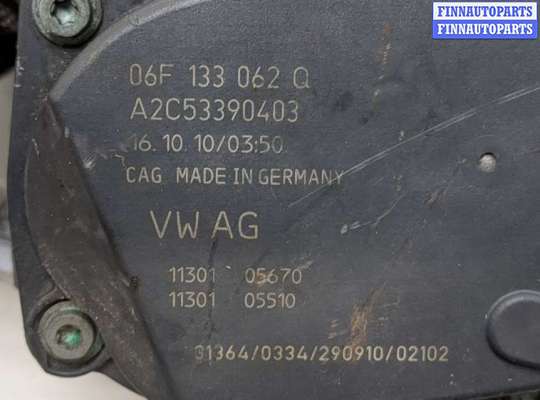 FINNAUTOPARTS
FINNAUTOPARTS
06F 133 062 Q
A2C53390403
16.10.10/03:50
CAG MADE IN GERMANY
VW AG
11301 05670
11301 05510
31364/0334/290910/02102